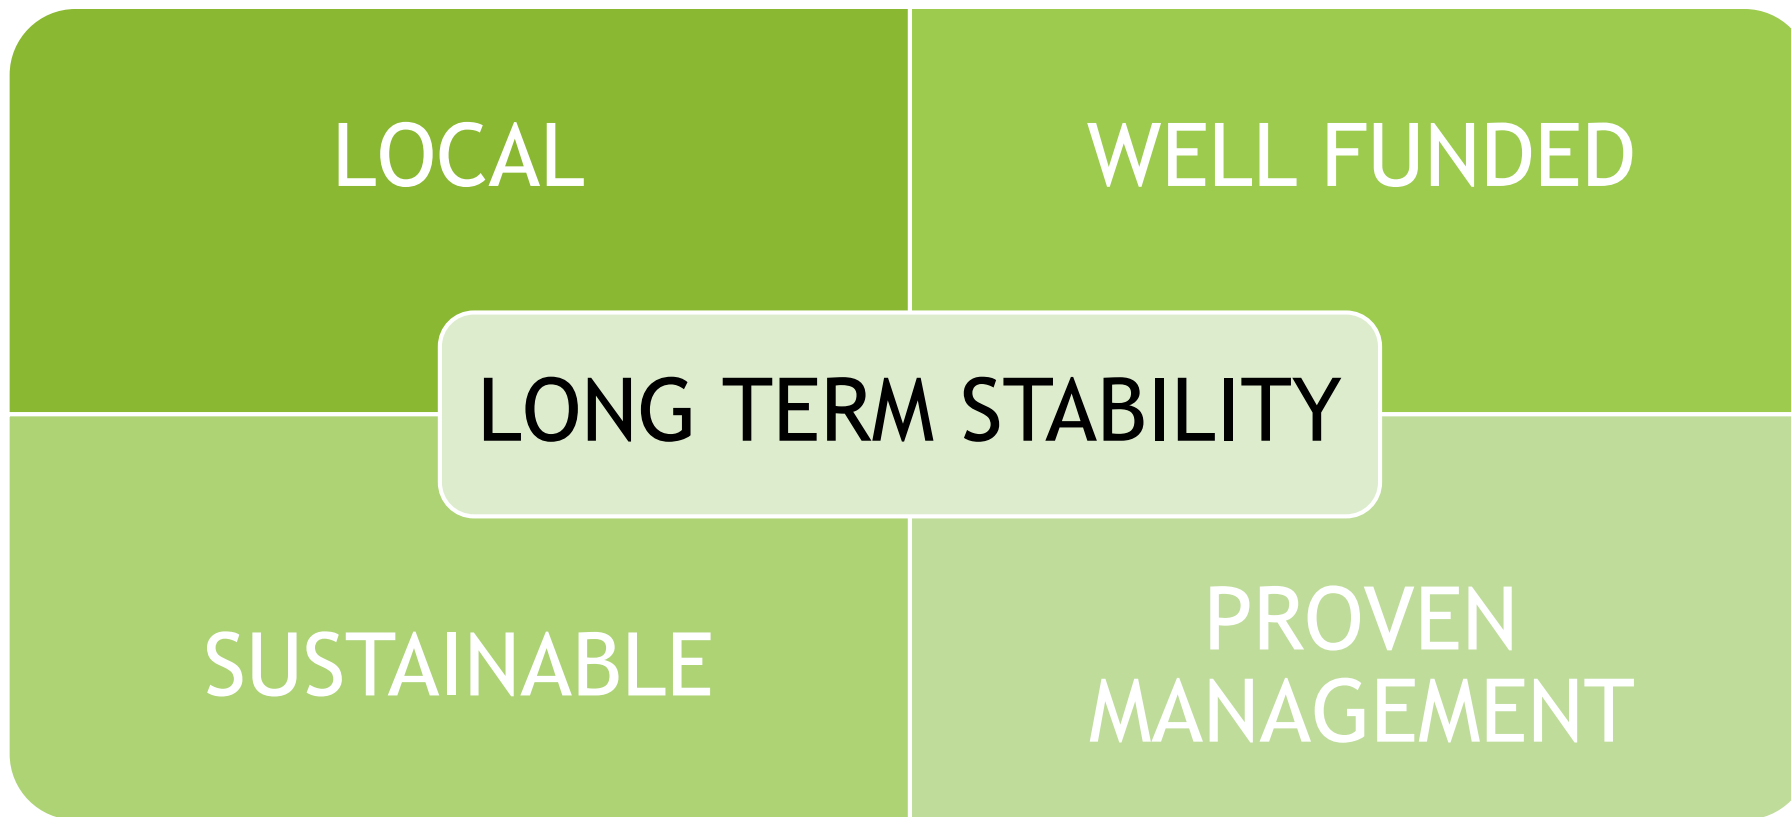 LOCAL
WELL FUNDED
LONG TERM STABILITY
SUSTAINABLE
PROVEN
MANAGEMENT